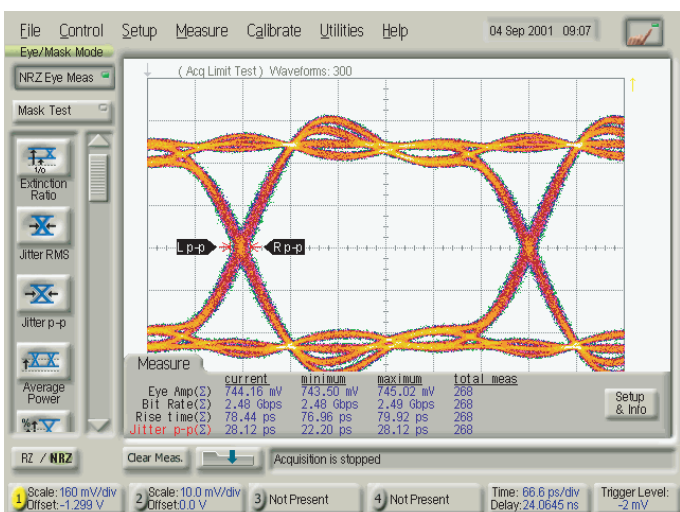 File Control Setup Measure Calibrate Utilities Help 04 Sep 2001 09:07
Eye/Mask Mode
NRZ Eye Meas
Mask Test
( Acq Limit Test ) Waveforms: 300
1/0
Extinction
Ratio
Jitter RMS
Jitter p-p
Average
Power
L p-p
R p-p
Measure
current minimum maximum total meas
Eye Amp(Σ) 744.16 mV 743.50 mV 745.02 mV 268
Bit Rate(Σ) 2.48 Gbps 2.48 Gbps 2.49 Gbps 268
Rise time(Σ) 78.44 ps 76.96 ps 79.92 ps 268
Jitter p-p(Σ) 28.12 ps 22.20 ps 28.12 ps 268
Setup
& Info
RZ / NRZ
Clear Meas.
Acquisition is stopped
1 Scale: 160 mV/div
Offset:-1.299 V
2 Scale: 10.0 mV/div
Offset:0.0 V
3 Not Present
4 Not Present
Time: 66.6 ps/div
Delay:24.0645 ns
Trigger Level:
-2 mV